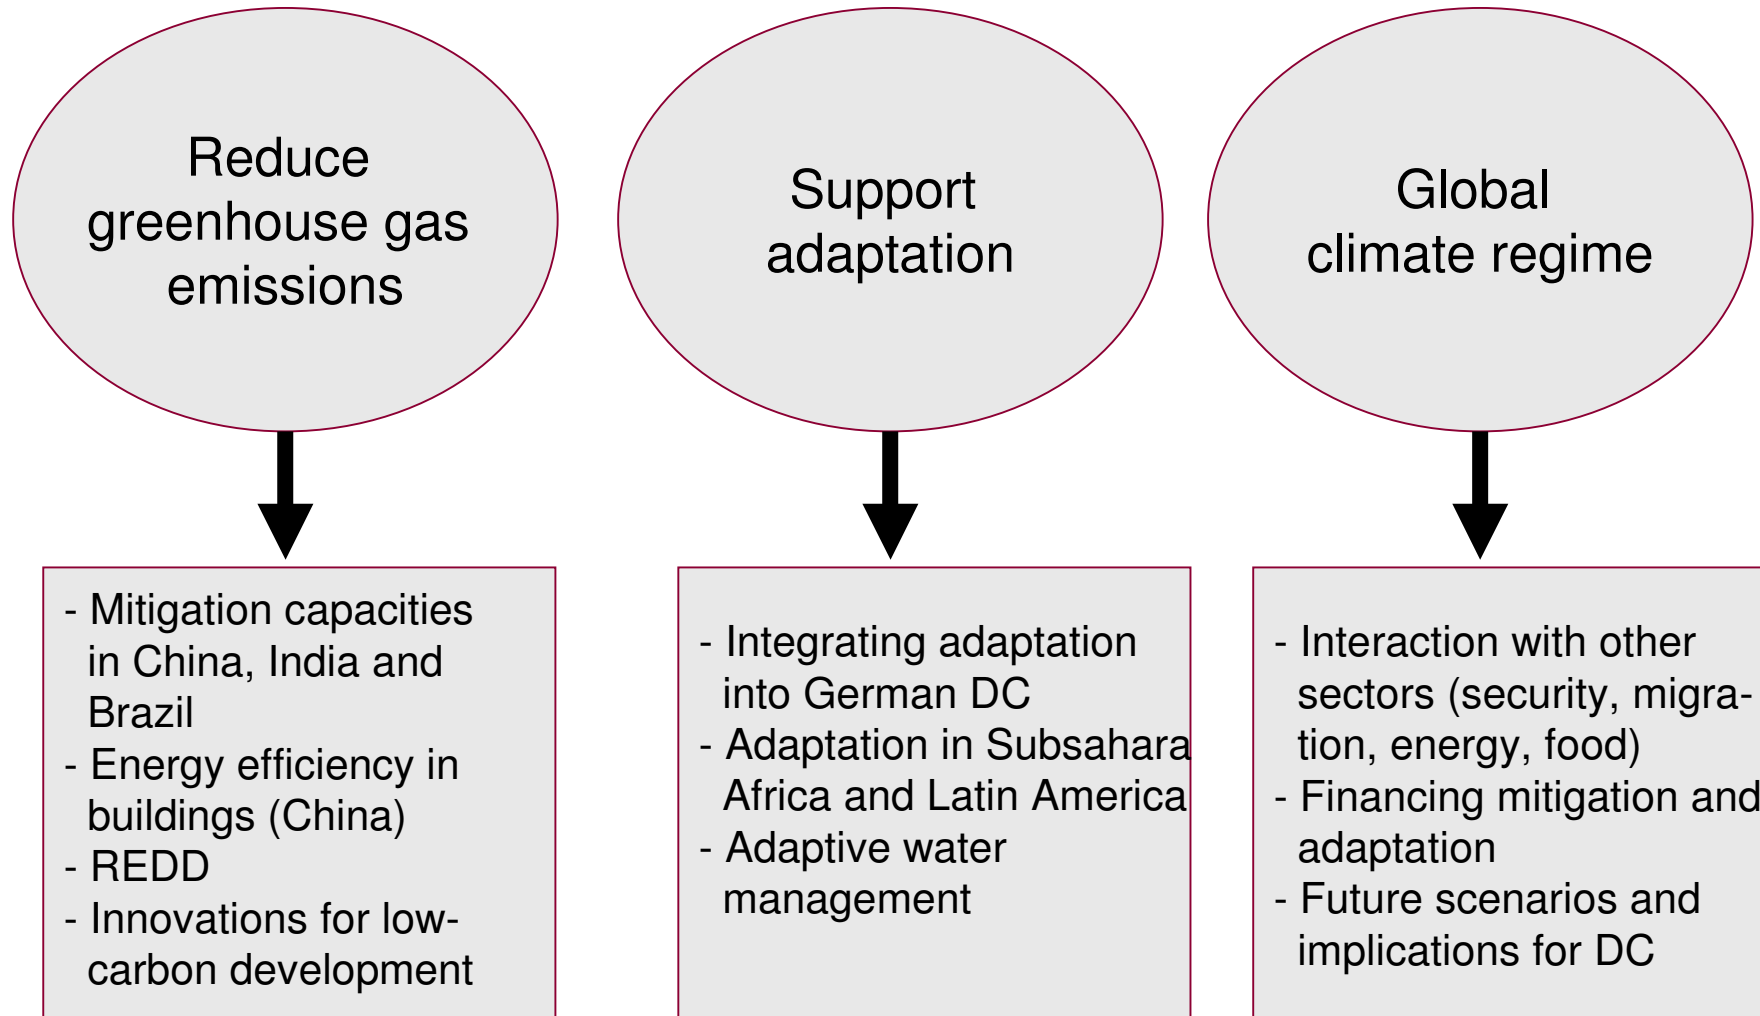 Reduce
greenhouse gas
emissions
Support
adaptation
Global
climate regime
- Mitigation capacities
in China, India and
Brazil
- Energy efficiency in
buildings (China)
- REDD
- Innovations for low-
carbon development
- Integrating adaptation
into German DC
- Adaptation in Subsahara
Africa and Latin America
- Adaptive water
management
- Interaction with other
sectors (security, migra-
tion, energy, food)
- Financing mitigation and
adaptation
- Future scenarios and
implications for DC